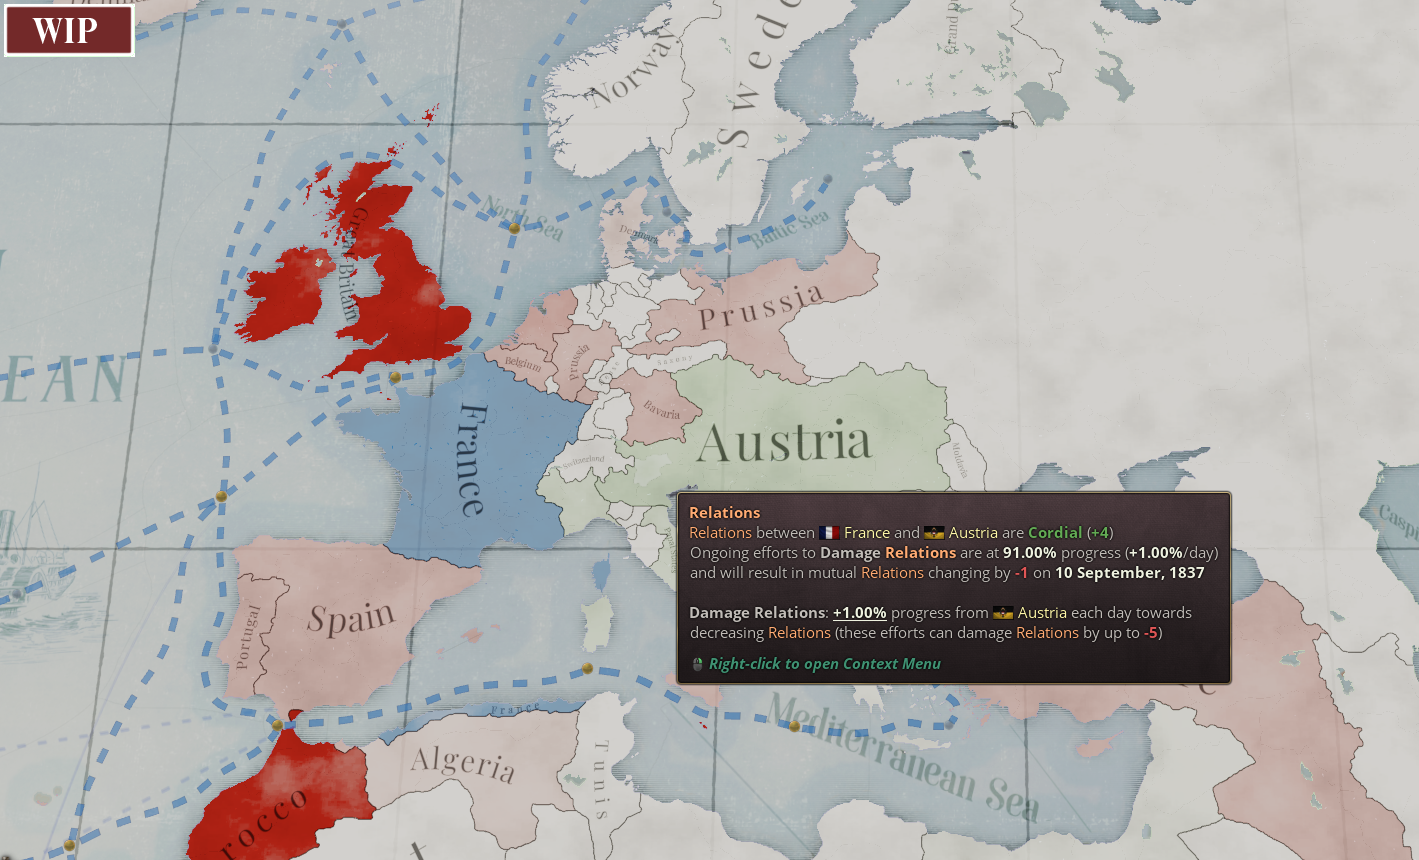 WIP
Norway
Swed
Grand
North Sea
Great Britain
Denmark
Baltic Sea
Prussia
EAN
Belgium
Prussia
Saxony
France
Bavaria
Austria
Switzerland
Moldavia
Casp
Relations
Relations between France and Austria are Cordial (+4)
Ongoing efforts to Damage Relations are at 91.00% progress (+1.00%/day)
and will result in mutual Relations changing by -1 on 10 September, 1837
Damage Relations: +1.00% progress from Austria each day towards
decreasing Relations (these efforts can damage Relations by up to -5)
Right-click to open Context Menu
Portugal
Spain
France
Mediterranean Sea
Algeria
Tunis
rocco